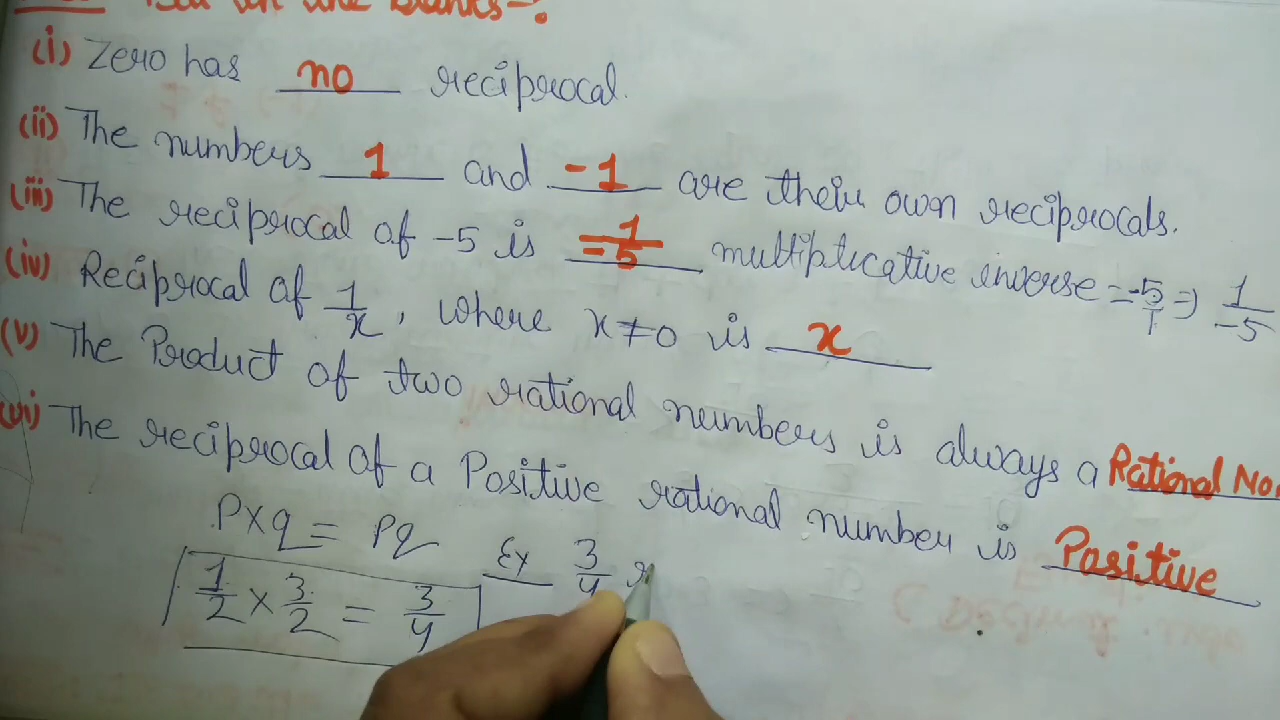 (i) Zero has no reciprocal.
(ii) The numbers 1 and -1 are their own reciprocals.
(iii) The reciprocal of -5 is 1/-5 multiplicative inverse = -5/1 => 1/-5
(iv) Reciprocal of 1/x, where x≠0 is x
(v) The Product of two rational numbers is always a Rational No.
(vi) The reciprocal of a Positive rational number is Positive
P×q = Pq
1/2 × 3/2 = 3/4
Ex 3/4